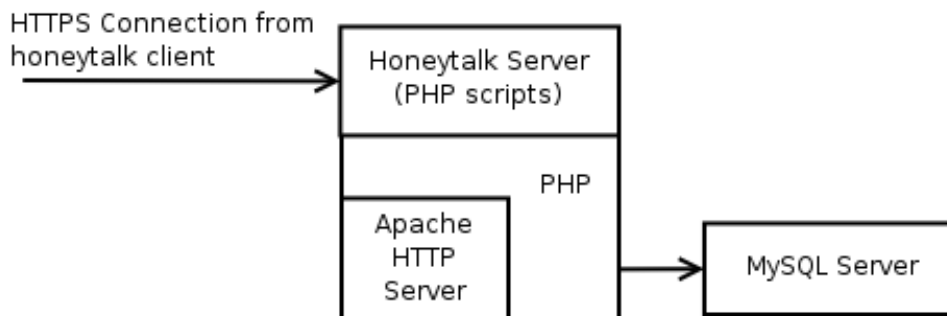 HTTPS Connection from
honeytalk client
Honeytalk Server
(PHP scripts)
PHP
Apache
HTTP
Server
MySQL Server